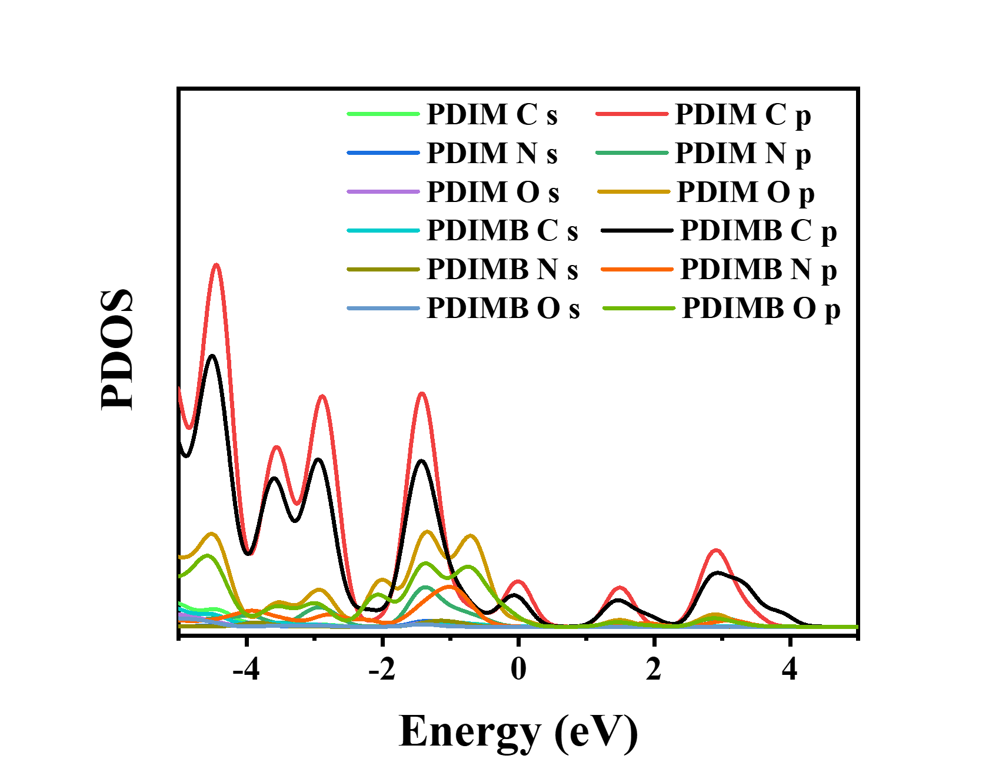 PDIM C s PDIM C p
PDIM N s PDIM N p
PDIM O s PDIM O p
PDIMB C s PDIMB C p
PDIMB N s PDIMB N p
PDIMB O s PDIMB O p
PDOS
-4 -2 0 2 4
Energy (eV)